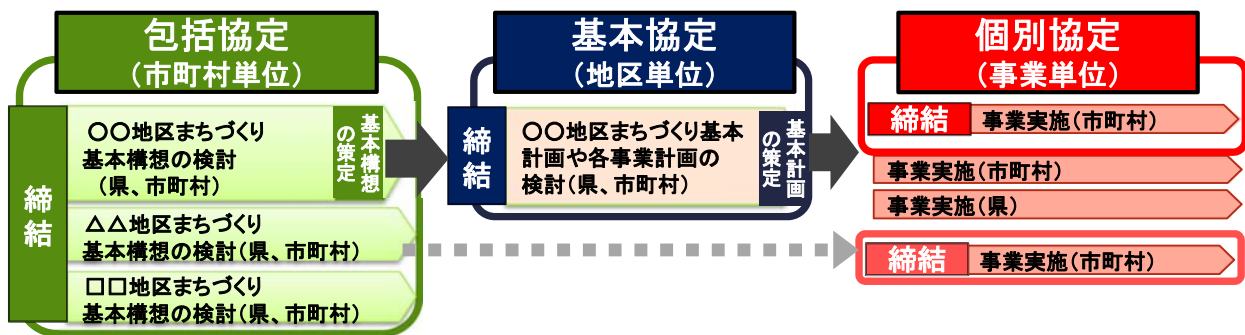 包括協定
（市町村単位）
締結
〇〇地区まちづくり
基本構想の検討
（県、市町村）
基本構想
の策定
△△地区まちづくり
基本構想の検討（県、市町村）
□□地区まちづくり
基本構想の検討（県、市町村）
基本協定
（地区単位）
締結
〇〇地区まちづくり基本
計画や各事業計画の
検討（県、市町村）
基本計画
の策定
個別協定
（事業単位）
締結 事業実施（市町村）
事業実施（市町村）
事業実施（県）
締結 事業実施（市町村）